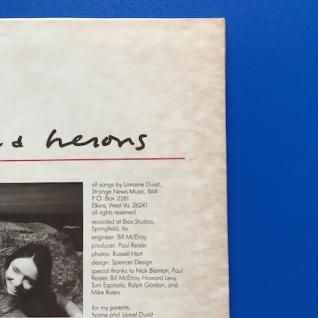 & herons
all songs by Lorraine Duisit,
Strange News Music, BMI
P.O. Box 2281
Elkins, West Va. 26241
all rights reserved
recorded at Bias Studios,
Springfield, Va.
engineer: Bill McElroy
producer: Paul Reisler
photos: Russell Hart
design: Spencer Design
special thanks to Nick Blanton, Paul
Reisler, Bill McElroy, Howard Levy,
Tom Espinola, Ralph Gordon, and
Mike Rivers
for my parents,
Yvone and Lionel Duisit